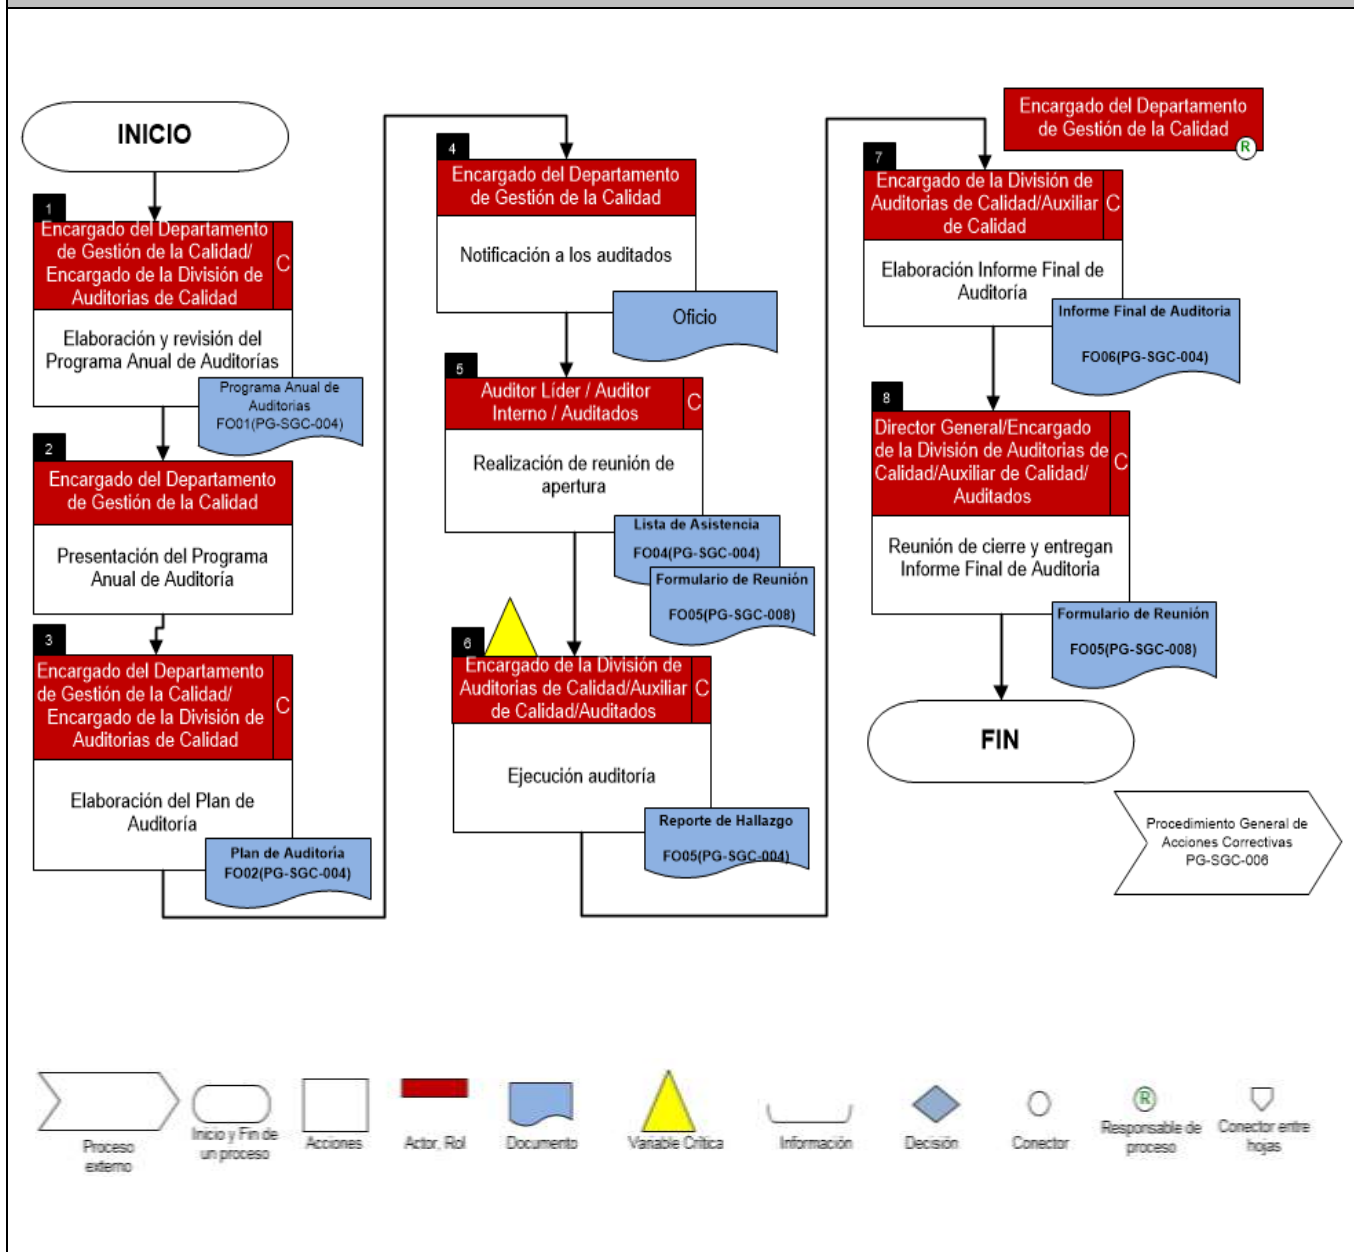 INICIO
1
Encargado del Departamento
de Gestión de la Calidad/
Encargado de la División de
Auditorias de Calidad
C
Elaboración y revisión del
Programa Anual de Auditorías
Programa Anual de
Auditorias
FO01(PG-SGC-004)
2
Encargado del Departamento
de Gestión de la Calidad
Presentación del Programa
Anual de Auditoría
3
Encargado del Departamento
de Gestión de la Calidad/
Encargado de la División de
Auditorias de Calidad
C
Elaboración del Plan de
Auditoría
Plan de Auditoría
FO02(PG-SGC-004)
4
Encargado del Departamento
de Gestión de la Calidad
Notificación a los auditados
Oficio
5
Auditor Líder / Auditor
Interno / Auditados
C
Realización de reunión de
apertura
Lista de Asistencia
FO04(PG-SGC-004)
Formulario de Reunión
FO05(PG-SGC-008)
6
Encargado de la División de
Auditorias de Calidad/Auxiliar
de Calidad/Auditados
C
Ejecución auditoría
Reporte de Hallazgo
FO05(PG-SGC-004)
Encargado del Departamento
de Gestión de la Calidad
R
7
Encargado de la División de
Auditorias de Calidad/Auxiliar
de Calidad
C
Elaboración Informe Final de
Auditoría
Informe Final de Auditoria
FO06(PG-SGC-004)
8
Director General/Encargado
de la División de Auditorias de
Calidad/Auxiliar de Calidad/
Auditados
C
Reunión de cierre y entregan
Informe Final de Auditoria
Formulario de Reunión
FO05(PG-SGC-008)
FIN
Procedimiento General de
Acciones Correctivas
PG-SGC-006
Proceso
externo
Inicio y Fin de
un proceso
Acciones
Actor, Rol
Documento
Variable Crítica
Información
Decisión
Conector
R
Responsable de
proceso
Conector entre
hojas